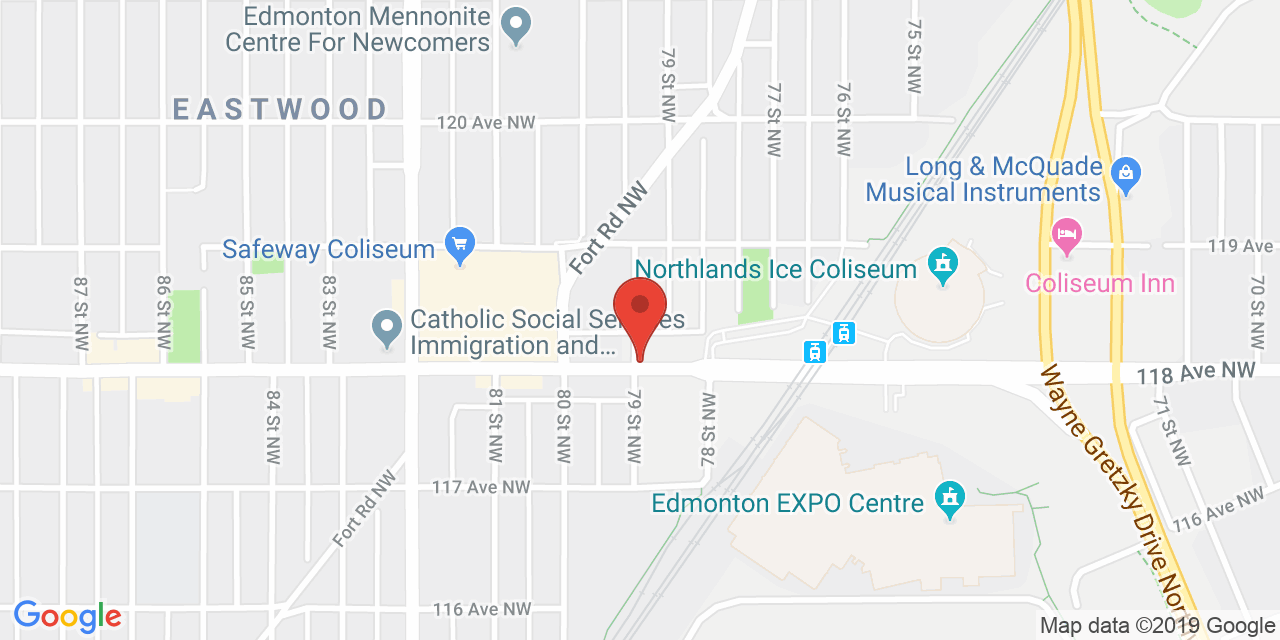 Edmonton Mennonite
Centre For Newcomers
79 St NW
75 St NW
EASTWOOD
120 Ave NW
77 St NW
76 St NW
Long & McQuade
Musical Instruments
Fort Rd NW
Safeway Coliseum
119 Ave
Northlands Ice Coliseum
Coliseum Inn
87 St NW
86 St NW
85 St NW
83 St NW
70 St NW
Catholic Social Services
Immigration and...
118 Ave NW
84 St NW
81 St NW
80 St NW
79 St NW
78 St NW
71 St NW
Wayne Gretzky Drive Nor
117 Ave NW
Fort Rd NW
Edmonton EXPO Centre
116 Ave NW
116 Ave NW
Google
Map data ©2019 Google